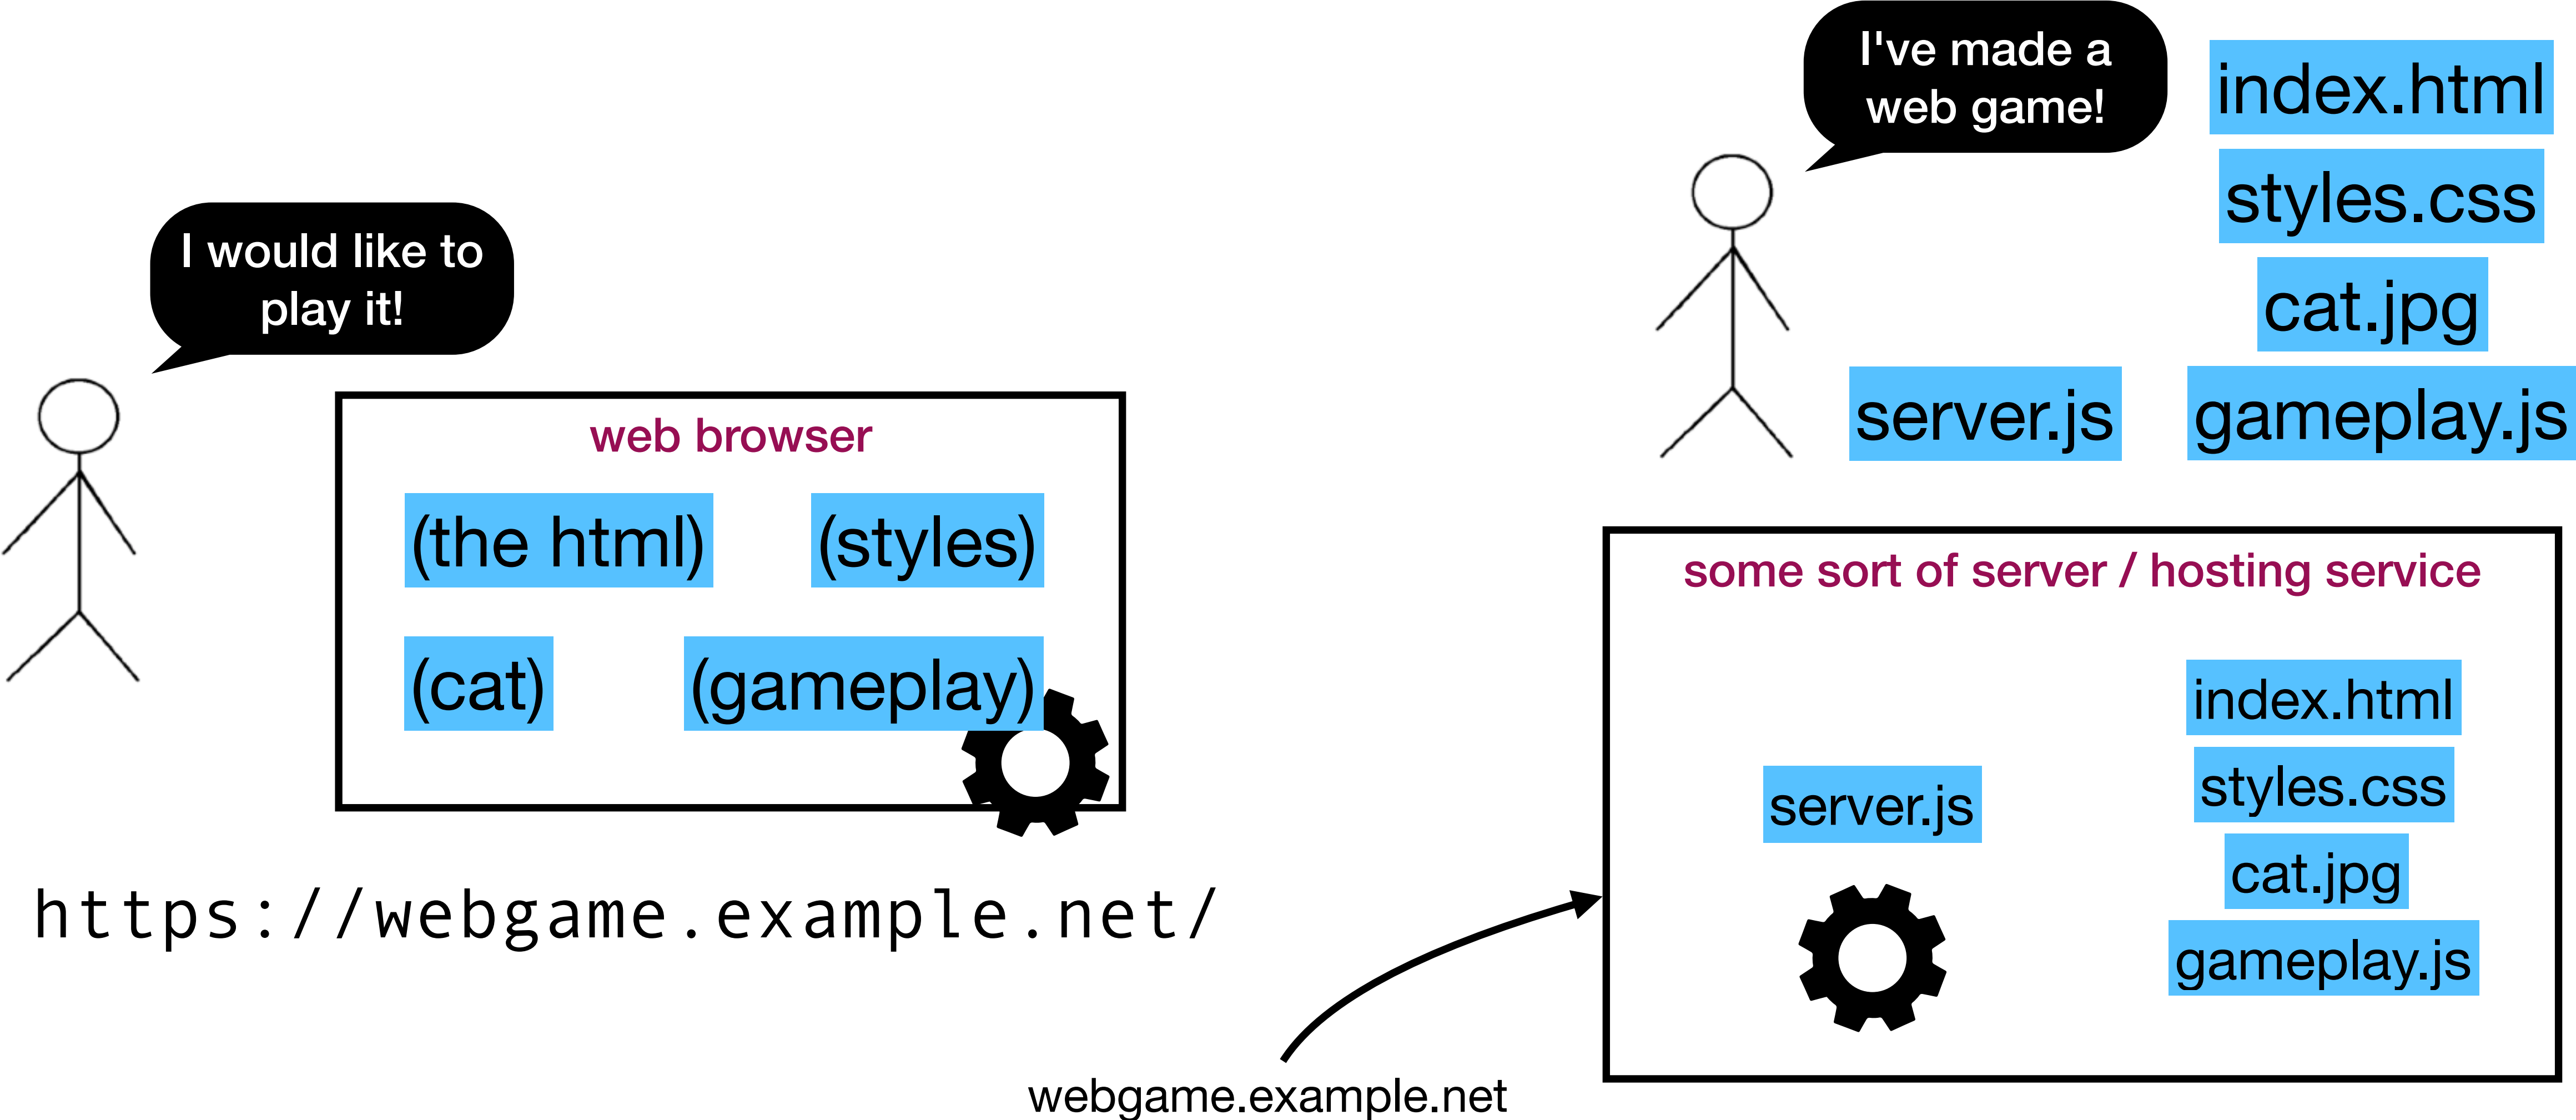 I've made a
web game!
index.html
styles.css
cat.jpg
server.js
gameplay.js
I would like to
play it!
web browser
(the html)
(styles)
(cat)
(gameplay)
https://webgame.example.net/
some sort of server / hosting service
server.js
index.html
styles.css
cat.jpg
gameplay.js
webgame.example.net